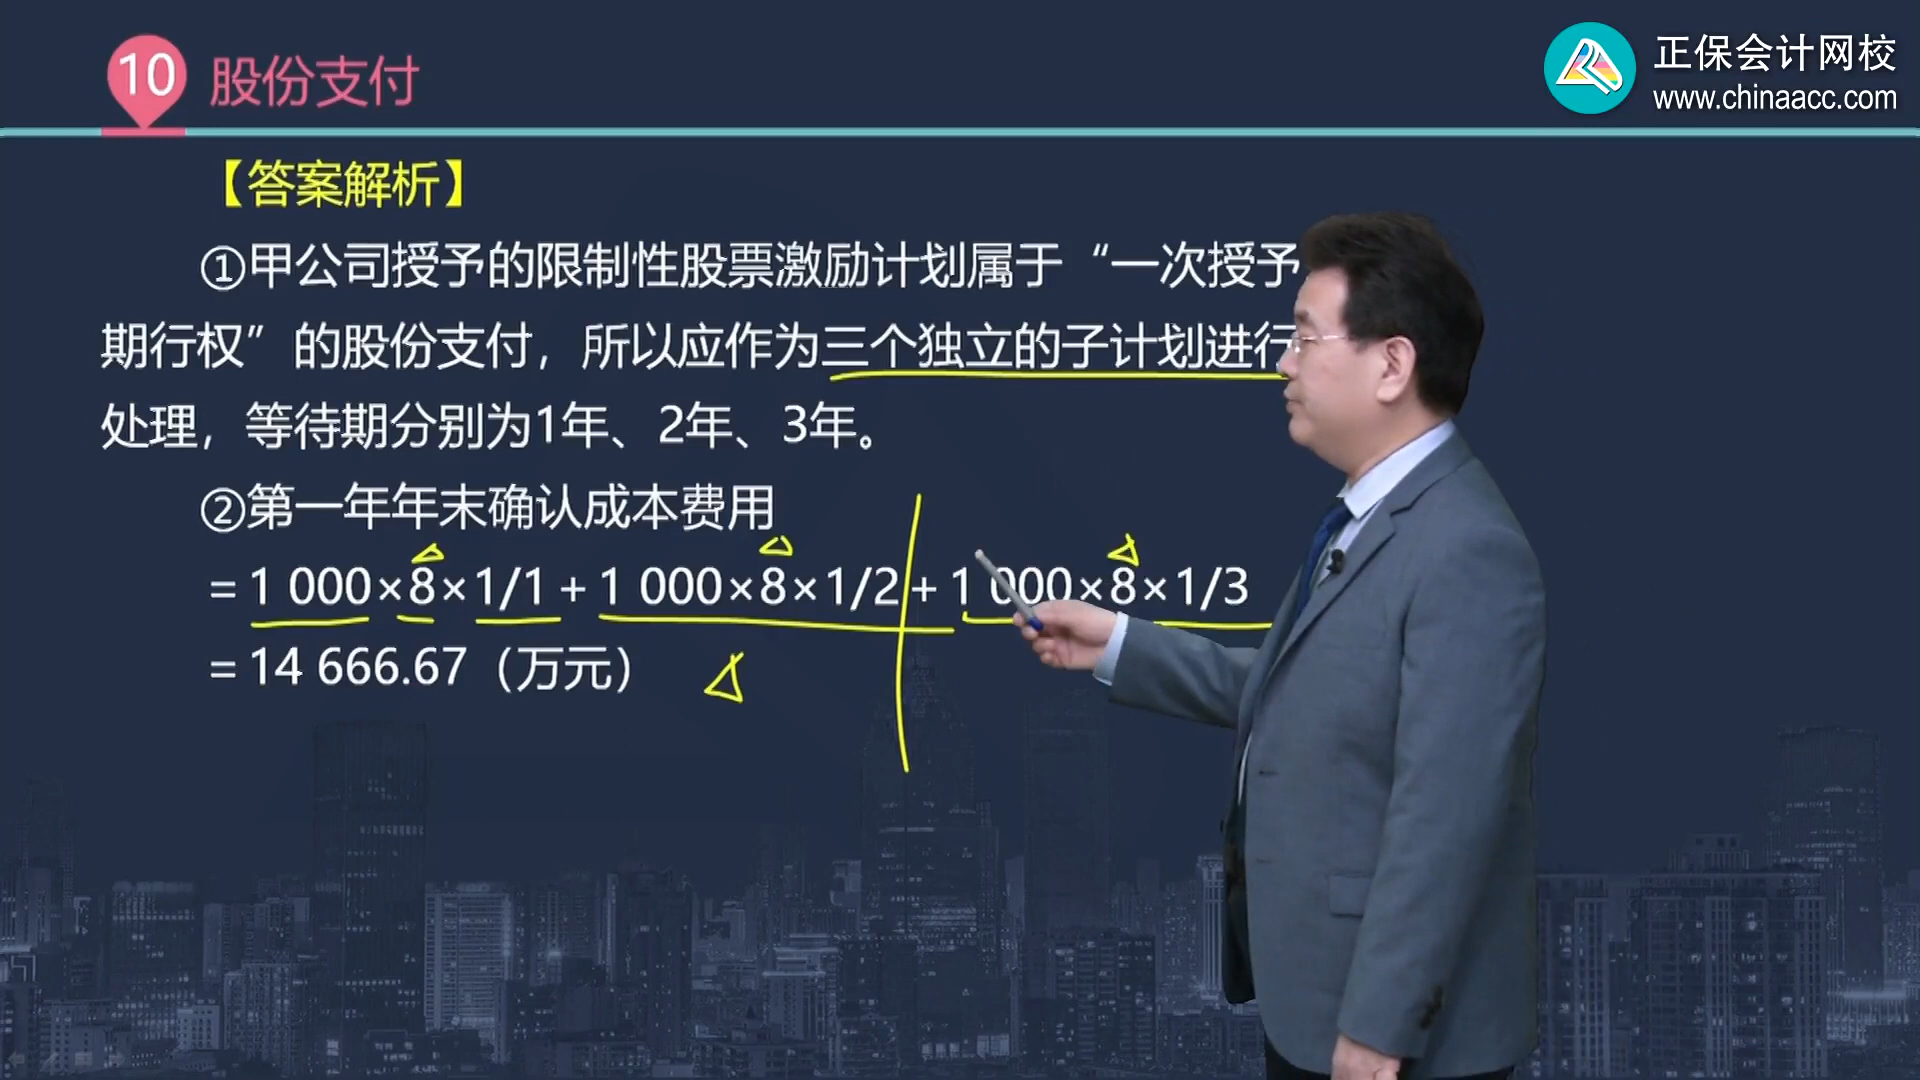 10 股份支付
正保会计网校
www.chinaacc.com
【答案解析】
①甲公司授予的限制性股票激励计划属于“一次授予
期行权”的股份支付，所以应作为三个独立的子计划进行
处理，等待期分别为1年、2年、3年。
②第一年年末确认成本费用
=1 000×8×1/1+1 000×8×1/2+1 000×8×1/3
=14 666.67（万元）